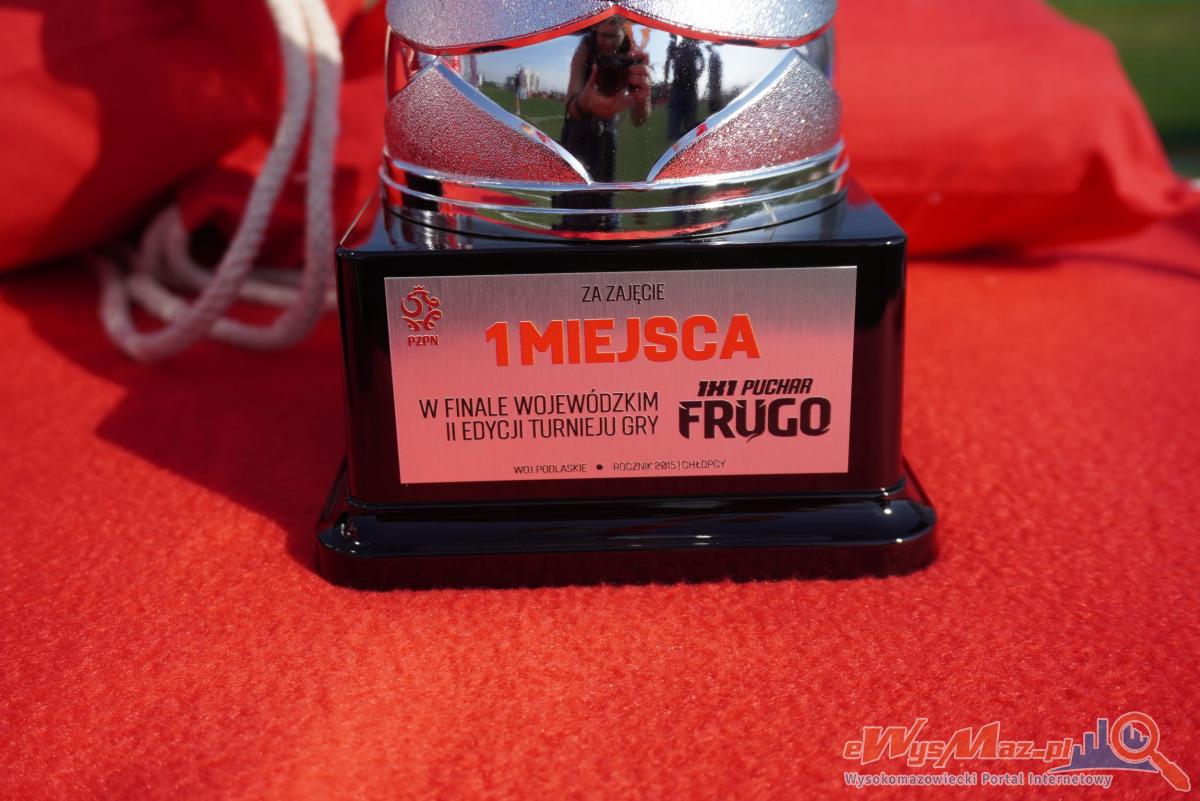 ZA ZAJĘCIE
1 MIEJSCA
PZPN
W FINALE WOJEWÓDZKIM
II EDYCJI TURNIEJU GRY
1X1 PUCHAR
FRUGO
WOJ. PODLASKIE • ROCZNIK 2015 | CHŁOPCY
eWysMaz.pl
Wysokomazowiecki Portal Internetowy